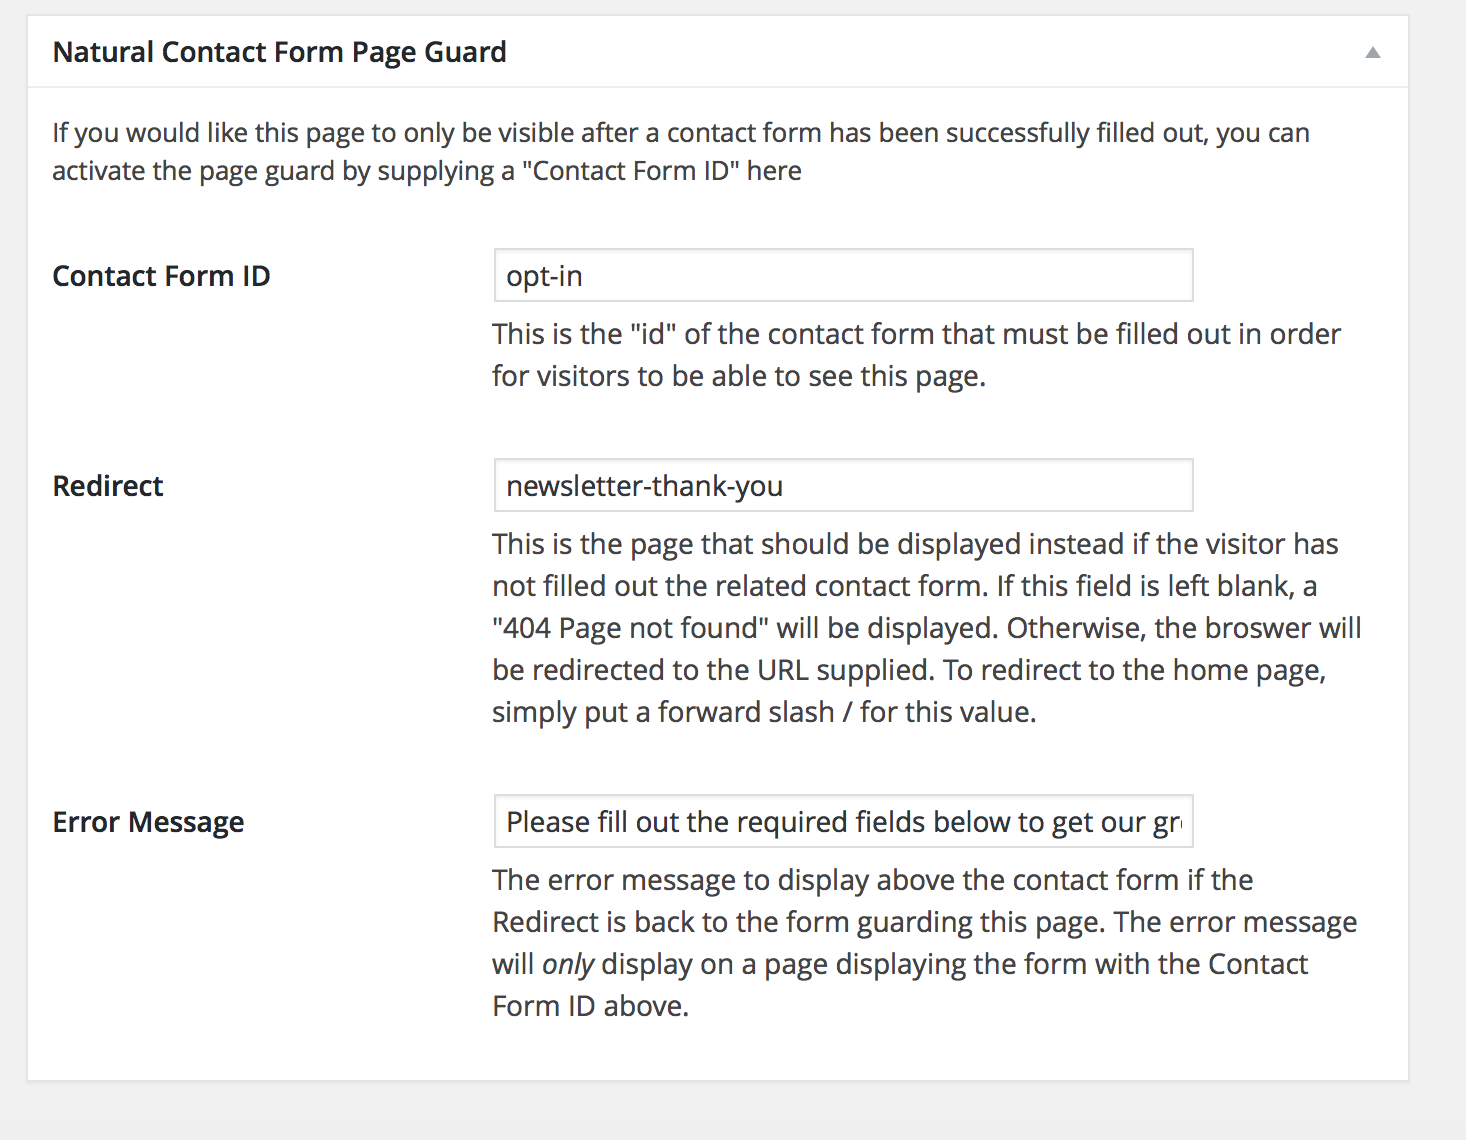 Natural Contact Form Page Guard
If you would like this page to only be visible after a contact form has been successfully filled out, you can
activate the page guard by supplying a "Contact Form ID" here
Contact Form ID
opt-in
This is the "id" of the contact form that must be filled out in order
for visitors to be able to see this page.
Redirect
newsletter-thank-you
This is the page that should be displayed instead if the visitor has
not filled out the related contact form. If this field is left blank, a
"404 Page not found" will be displayed. Otherwise, the broswer will
be redirected to the URL supplied. To redirect to the home page,
simply put a forward slash / for this value.
Error Message
Please fill out the required fields below to get our
The error message to display above the contact form if the
Redirect is back to the form guarding this page. The error message
will only display on a page displaying the form with the Contact
Form ID above.